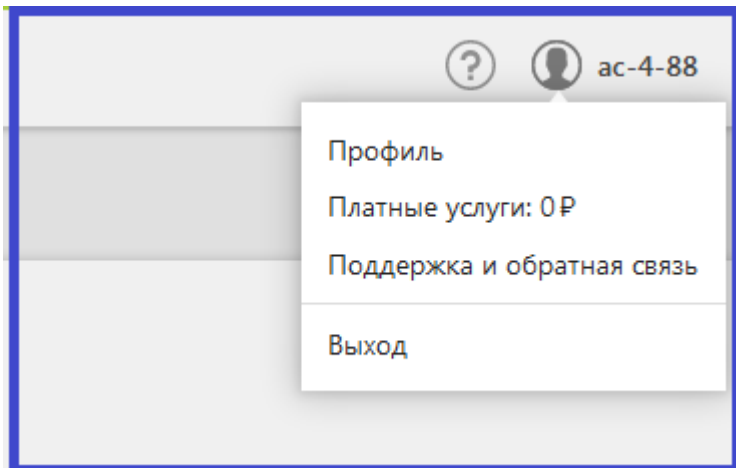 ? ac-4-88
Профиль
Платные услуги: 0 ₽
Поддержка и обратная связь
Выход